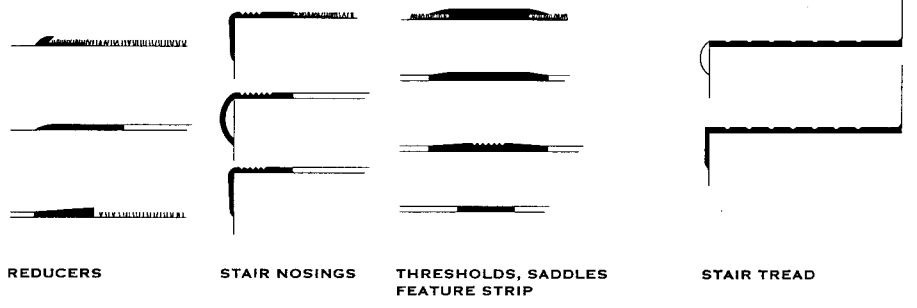 REDUCERS
STAIR NOSINGS
THRESHOLDS, SADDLES
FEATURE STRIP
STAIR TREAD